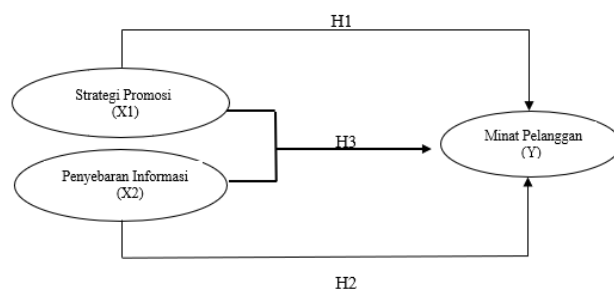 H1
Strategi Promosi
(X1)
Minat Pelanggan
(Y)
H3
Penyebaran Informasi
(X2)
H2